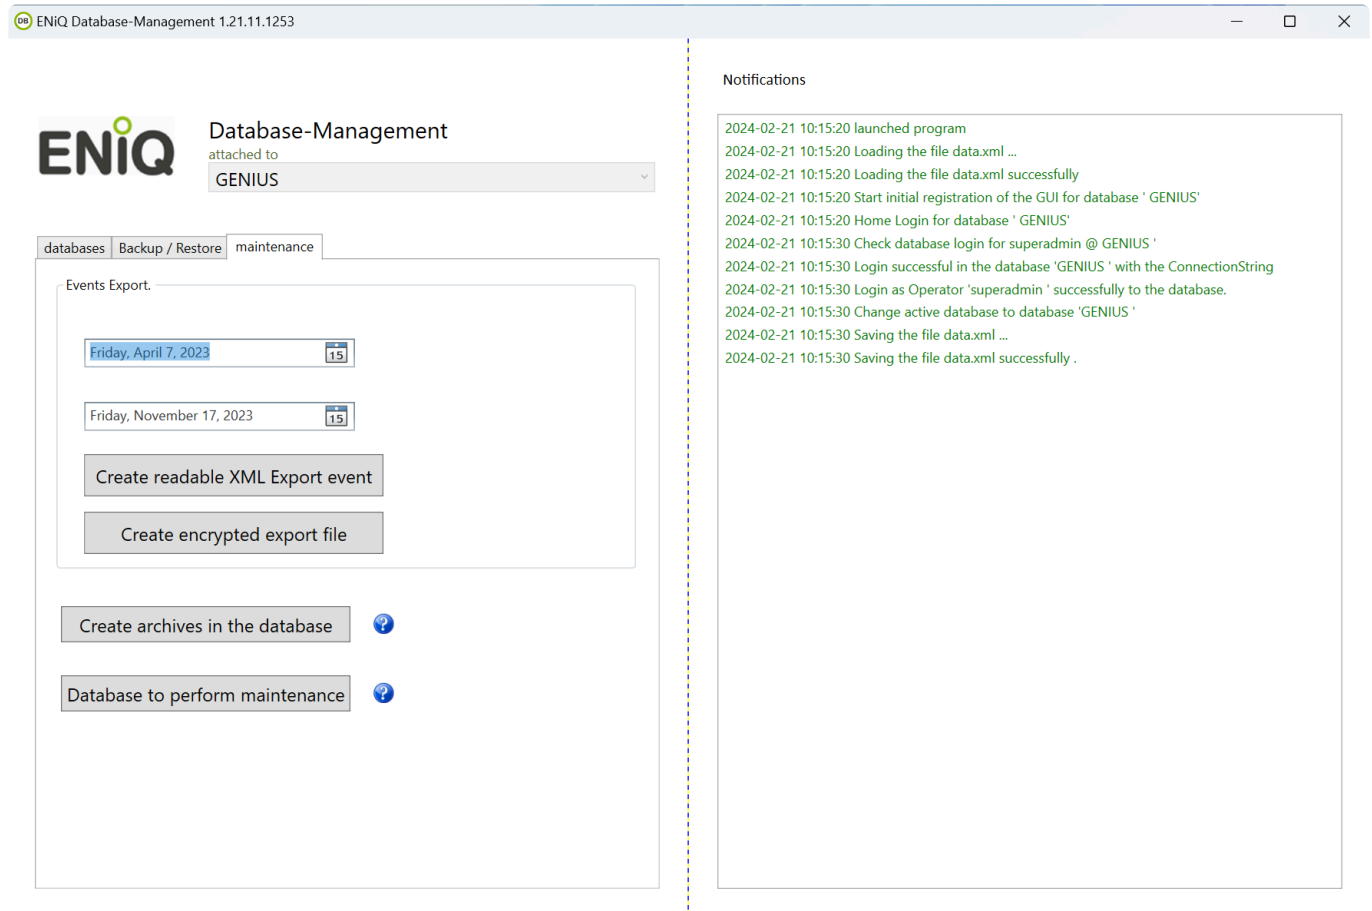 DB ENiQ Database-Management 1.21.11.1253
ENiQ
Database-Management
attached to
GENIUS
databases
Backup / Restore
maintenance
Events Export.
Friday, April 7, 2023
15
Friday, November 17, 2023
15
Create readable XML Export event
Create encrypted export file
Create archives in the database
?
Database to perform maintenance
?
Notifications
2024-02-21 10:15:20 launched program
2024-02-21 10:15:20 Loading the file data.xml ...
2024-02-21 10:15:20 Loading the file data.xml successfully
2024-02-21 10:15:20 Start initial registration of the GUI for database ' GENIUS'
2024-02-21 10:15:20 Home Login for database ' GENIUS'
2024-02-21 10:15:30 Check database login for superadmin @ GENIUS '
2024-02-21 10:15:30 Login successful in the database 'GENIUS ' with the ConnectionString
2024-02-21 10:15:30 Login as Operator 'superadmin ' successfully to the database.
2024-02-21 10:15:30 Change active database to database 'GENIUS '
2024-02-21 10:15:30 Saving the file data.xml ...
2024-02-21 10:15:30 Saving the file data.xml successfully .